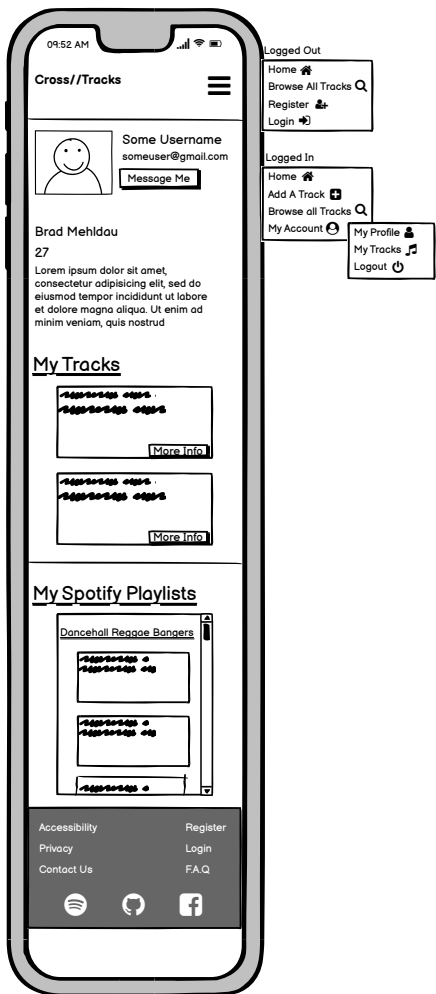 09:52 AM
Cross//Tracks
Some Username
someuser@gmail.com
Message Me
Brad Mehldau
27
Lorem ipsum dolor sit amet,
consectetur adipisicing elit, sed do
eiusmod tempor incididunt ut labore
et dolore magna aliqua. Ut enim ad
minim veniam, quis nostrud
My Tracks
More Info
More Info
My Spotify Playlists
Dancehall Reggae Bangers
Accessibility
Register
Privacy
Login
Contact Us
F.A.Q
Logged Out
Home
Browse All Tracks
Register
Login
Logged In
Home
Add A Track
Browse all Tracks
My Account
My Profile
My Tracks
Logout